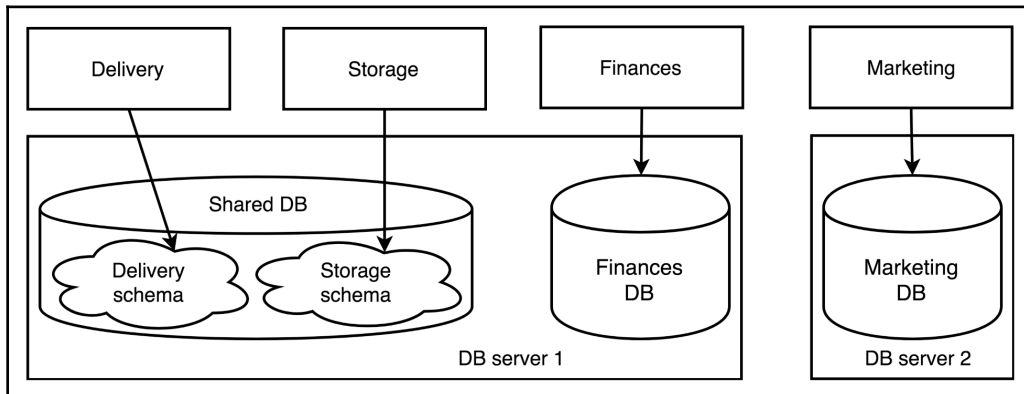 Delivery
Storage
Finances
Marketing
Shared DB
Delivery
schema
Storage
schema
Finances
DB
Marketing
DB
DB server 1
DB server 2